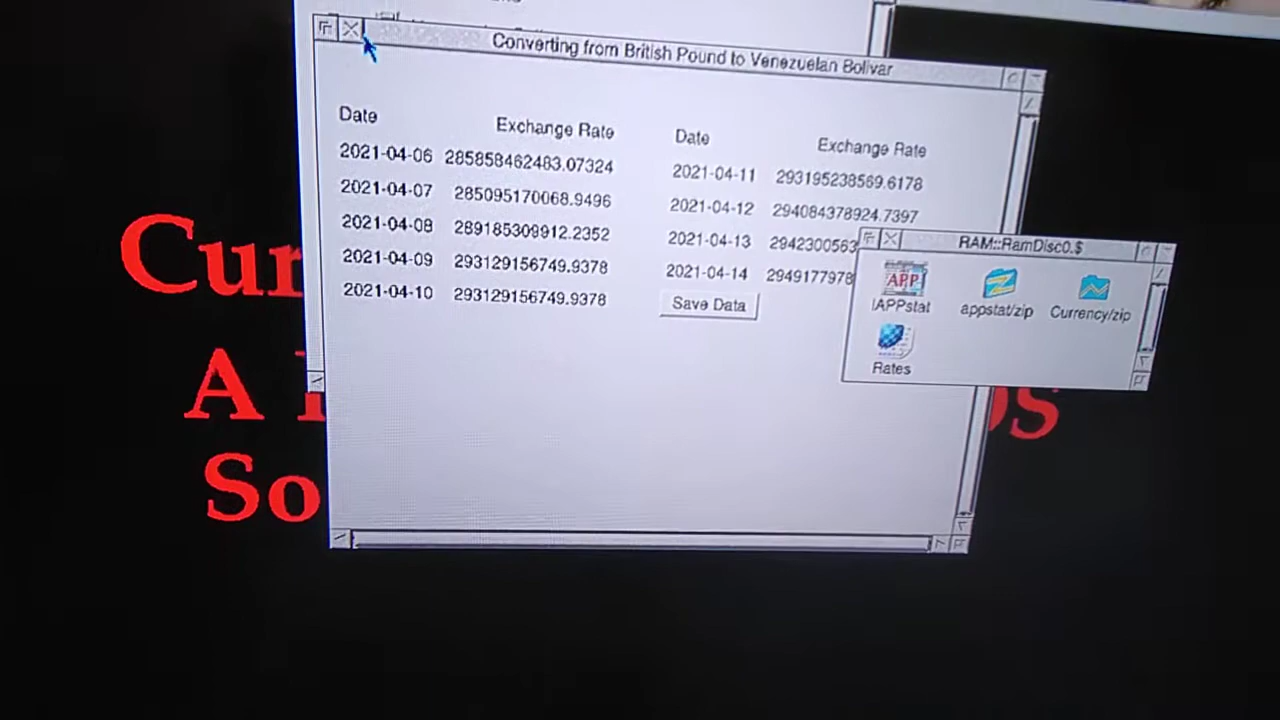 Converting from British Pound to Venezuelan Bolivar
Date Exchange Rate Date Exchange Rate
2021-04-06 285858462483.07324 2021-04-11 293195238569.6178
2021-04-07 285095170068.9496 2021-04-12 294084378924.7397
2021-04-08 289185309912.2352 2021-04-13 2942300563
2021-04-09 293129156749.9378 2021-04-14 2949177978
2021-04-10 293129156749.9378
Save Data
RAM::RamDisc0.$
!APPstat appstat/zip Currency/zip
Rates
Cur
A
So